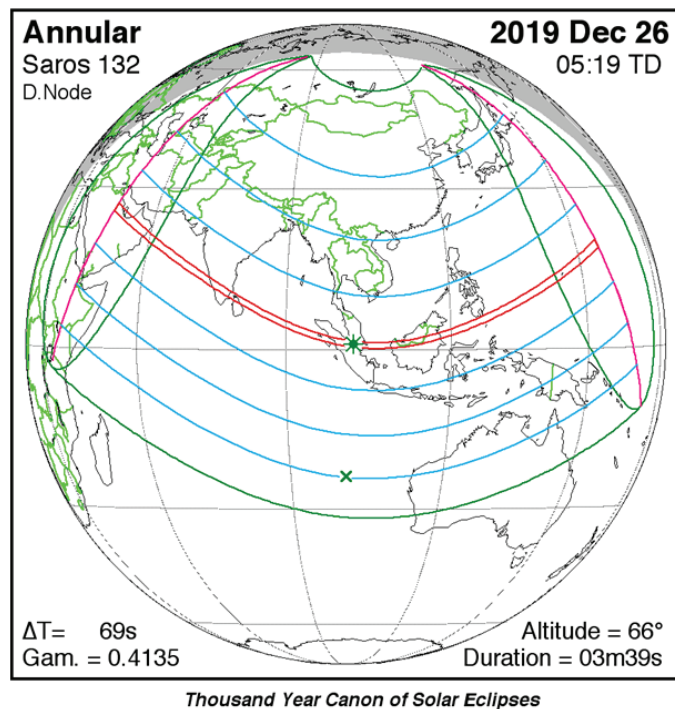 Annular
Saros 132
D.Node
2019 Dec 26
05:19 TD
ΔT= 69s
Gam. = 0.4135
Altitude = 66°
Duration = 03m39s
Thousand Year Canon of Solar Eclipses